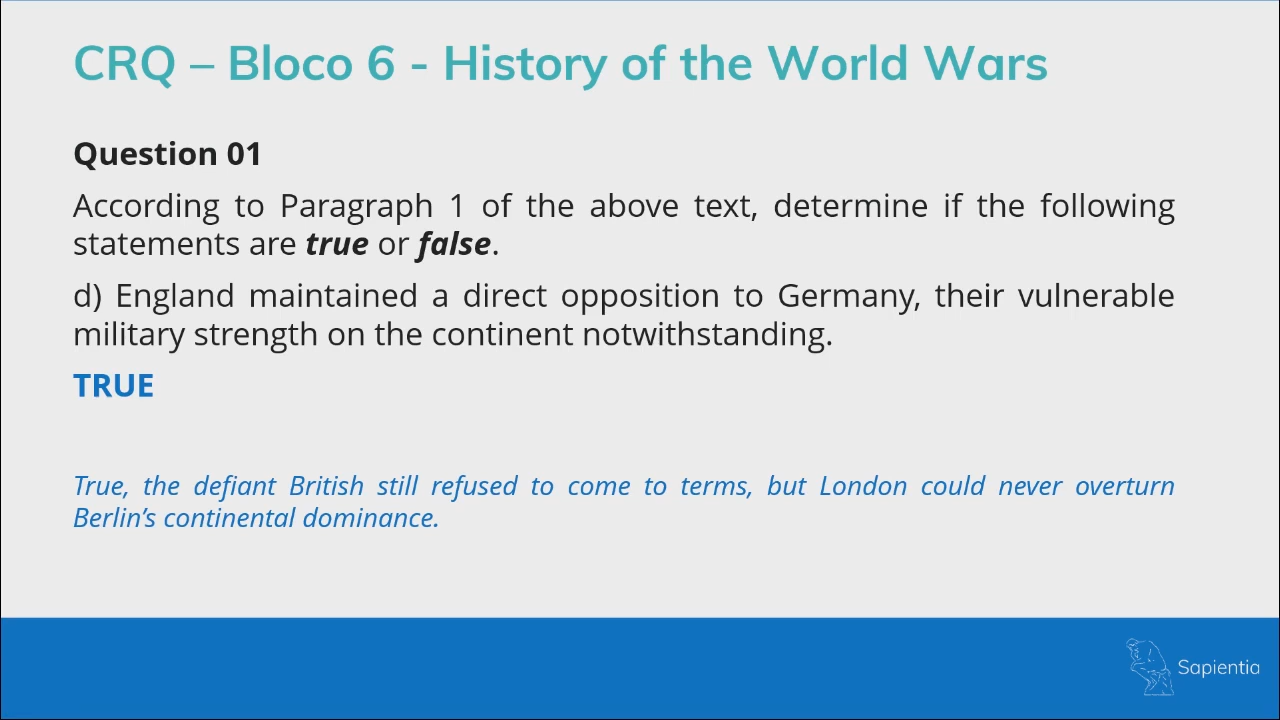 CRQ – Bloco 6 - History of the World Wars
Question 01
According to Paragraph 1 of the above text, determine if the following
statements are true or false.
d) England maintained a direct opposition to Germany, their vulnerable
military strength on the continent notwithstanding.
TRUE
True, the defiant British still refused to come to terms, but London could never overturn
Berlin’s continental dominance.
Sapientia